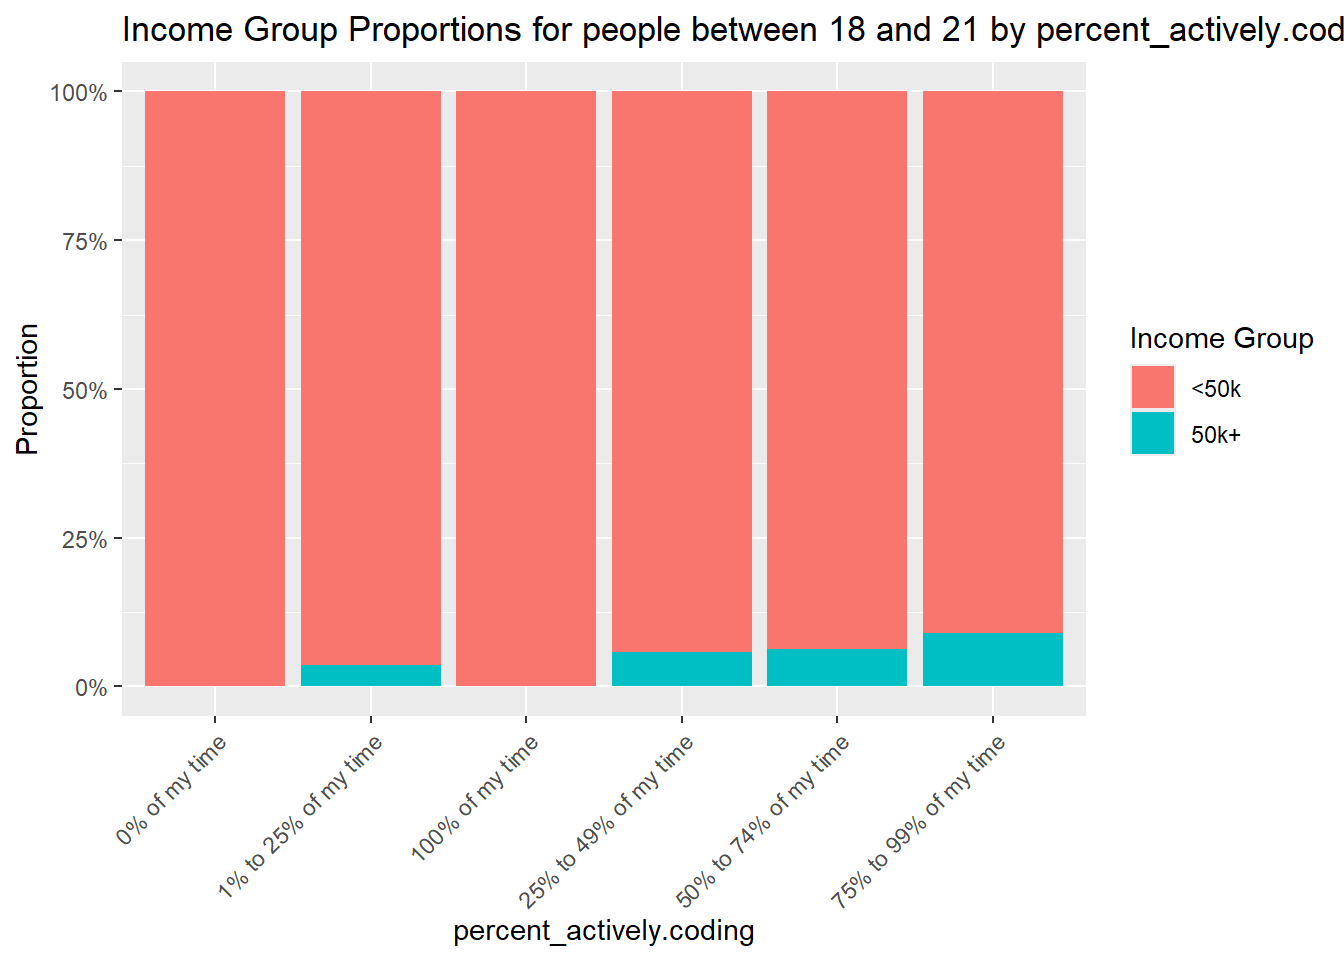 Income Group Proportions for people between 18 and 21 by percent_actively.cod
100%
75%
50%
25%
0%
Proportion
0% of my time
1% to 25% of my time
100% of my time
25% to 49% of my time
50% to 74% of my time
75% to 99% of my time
percent_actively.coding
Income Group
<50k
50k+